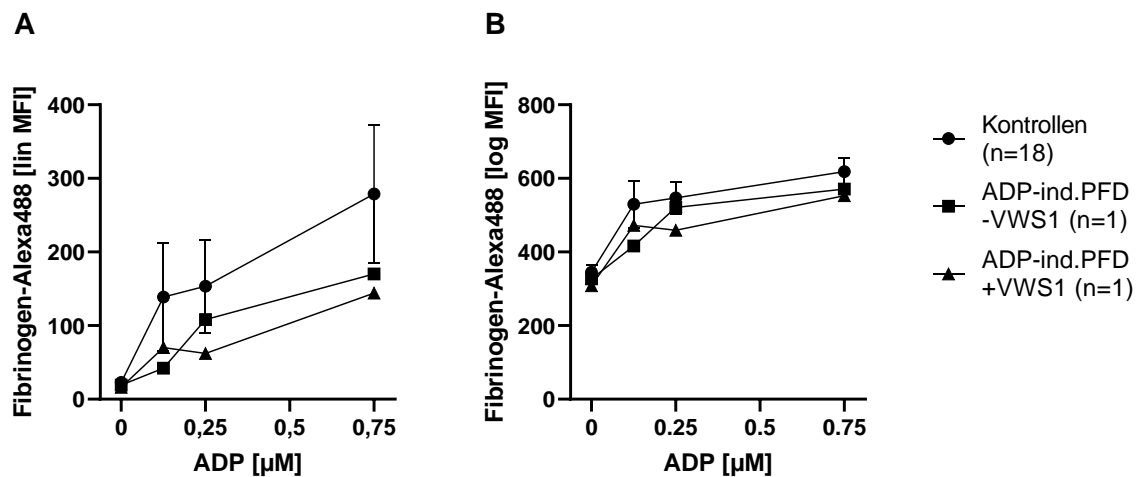 A
B
Fibrinogen-Alexa488 [lin MFI]
400
300
200
100
0
0
0,25
0,5
0,75
ADP [µM]
Fibrinogen-Alexa488 [log MFI]
800
600
400
200
0
0
0.25
0.5
0.75
ADP [µM]
Kontrollen
(n=18)
ADP-ind.PFD
-VWS1 (n=1)
ADP-ind.PFD
+VWS1 (n=1)